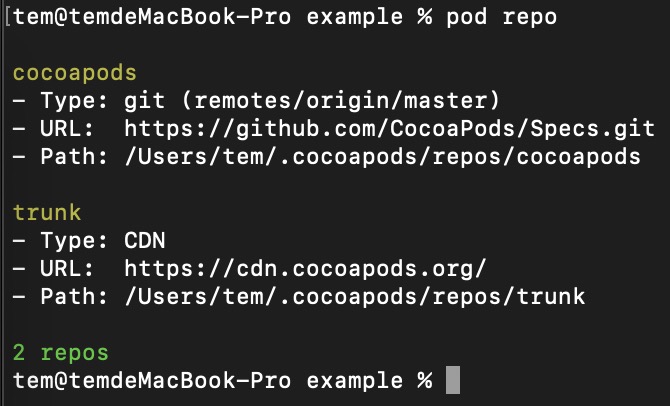 [tem@temdeMacBook-Pro example % pod repo
cocoapods
- Type: git (remotes/origin/master)
- URL:  https://github.com/CocoaPods/Specs.git
- Path: /Users/tem/.cocoapods/repos/cocoapods
trunk
- Type: CDN
- URL:  https://cdn.cocoapods.org/
- Path: /Users/tem/.cocoapods/repos/trunk
2 repos
tem@temdeMacBook-Pro example %